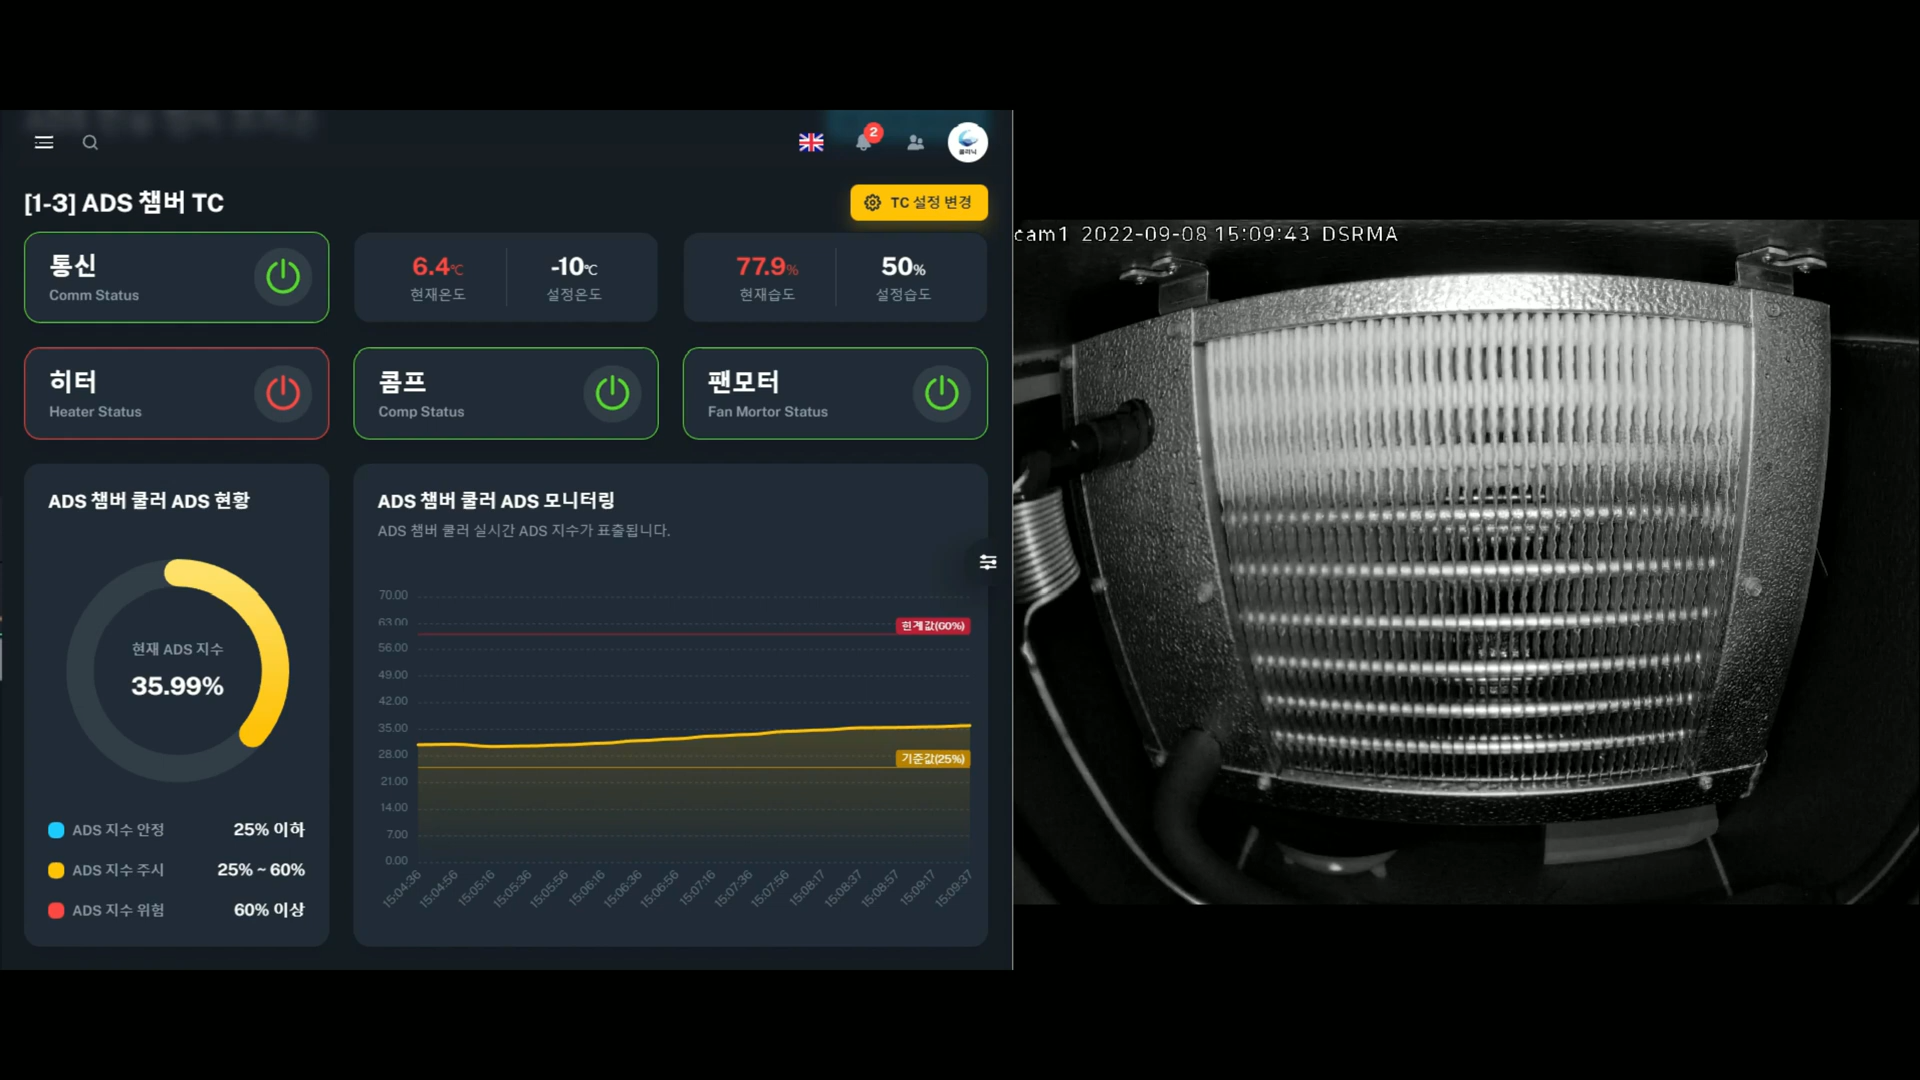 2
클리닉
[1-3] ADS 챔버 TC
TC 설정 변경
통신
Comm Status
6.4℃
현재온도
-10℃
설정온도
77.9%
현재습도
50%
설정습도
히터
Heater Status
콤프
Comp Status
팬모터
Fan Mortor Status
ADS 챔버 쿨러 ADS 현황
현재 ADS 지수
35.99%
ADS 지수 안정 25% 이하
ADS 지수 주시 25% ~ 60%
ADS 지수 위험 60% 이상
ADS 챔버 쿨러 ADS 모니터링
ADS 챔버 쿨러 실시간 ADS 지수가 표출됩니다.
70.00
63.00
한계값(60%)
56.00
49.00
42.00
35.00
28.00
기준값(25%)
21.00
14.00
7.00
0.00
15:04:36
15:04:56
15:05:16
15:05:36
15:05:56
15:06:16
15:06:36
15:06:56
15:07:16
15:07:36
15:07:56
15:08:17
15:08:37
15:08:57
15:09:17
15:09:37
cam1 2022-09-08 15:09:43 DSRMA